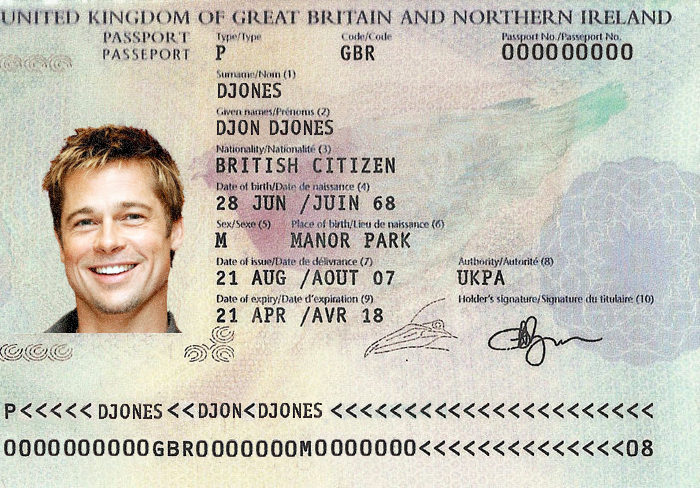 UNITED KINGDOM OF GREAT BRITAIN AND NORTHERN IRELAND
PASSPORT
PASSEPORT
Type/Type
Code/Code
Passport No./Passeport No.
P
GBR
000000000
Surname/Nom (1)
DJONES
Given names/Prénoms (2)
DJON DJONES
Nationality/Nationalité (3)
BRITISH CITIZEN
Date of birth/Date de naissance (4)
28 JUN /JUIN 68
Sex/Sexe (5) Place of birth/Lieu de naissance (6)
M MANOR PARK
Date of issue/Date de délivrance (7) Authority/Autorité (8)
21 AUG /AOUT 07 UKPA
Date of expiry/Date d'expiration (9) Holder's signature/Signature du titulaire (10)
21 APR /AVR 18
P<<<<< DJONES <<DJON<DJONES <<<<<<<<<<<<<<<<<<<<<<<
0000000000GBR0000000M0000000<<<<<<<<<<<<<<08